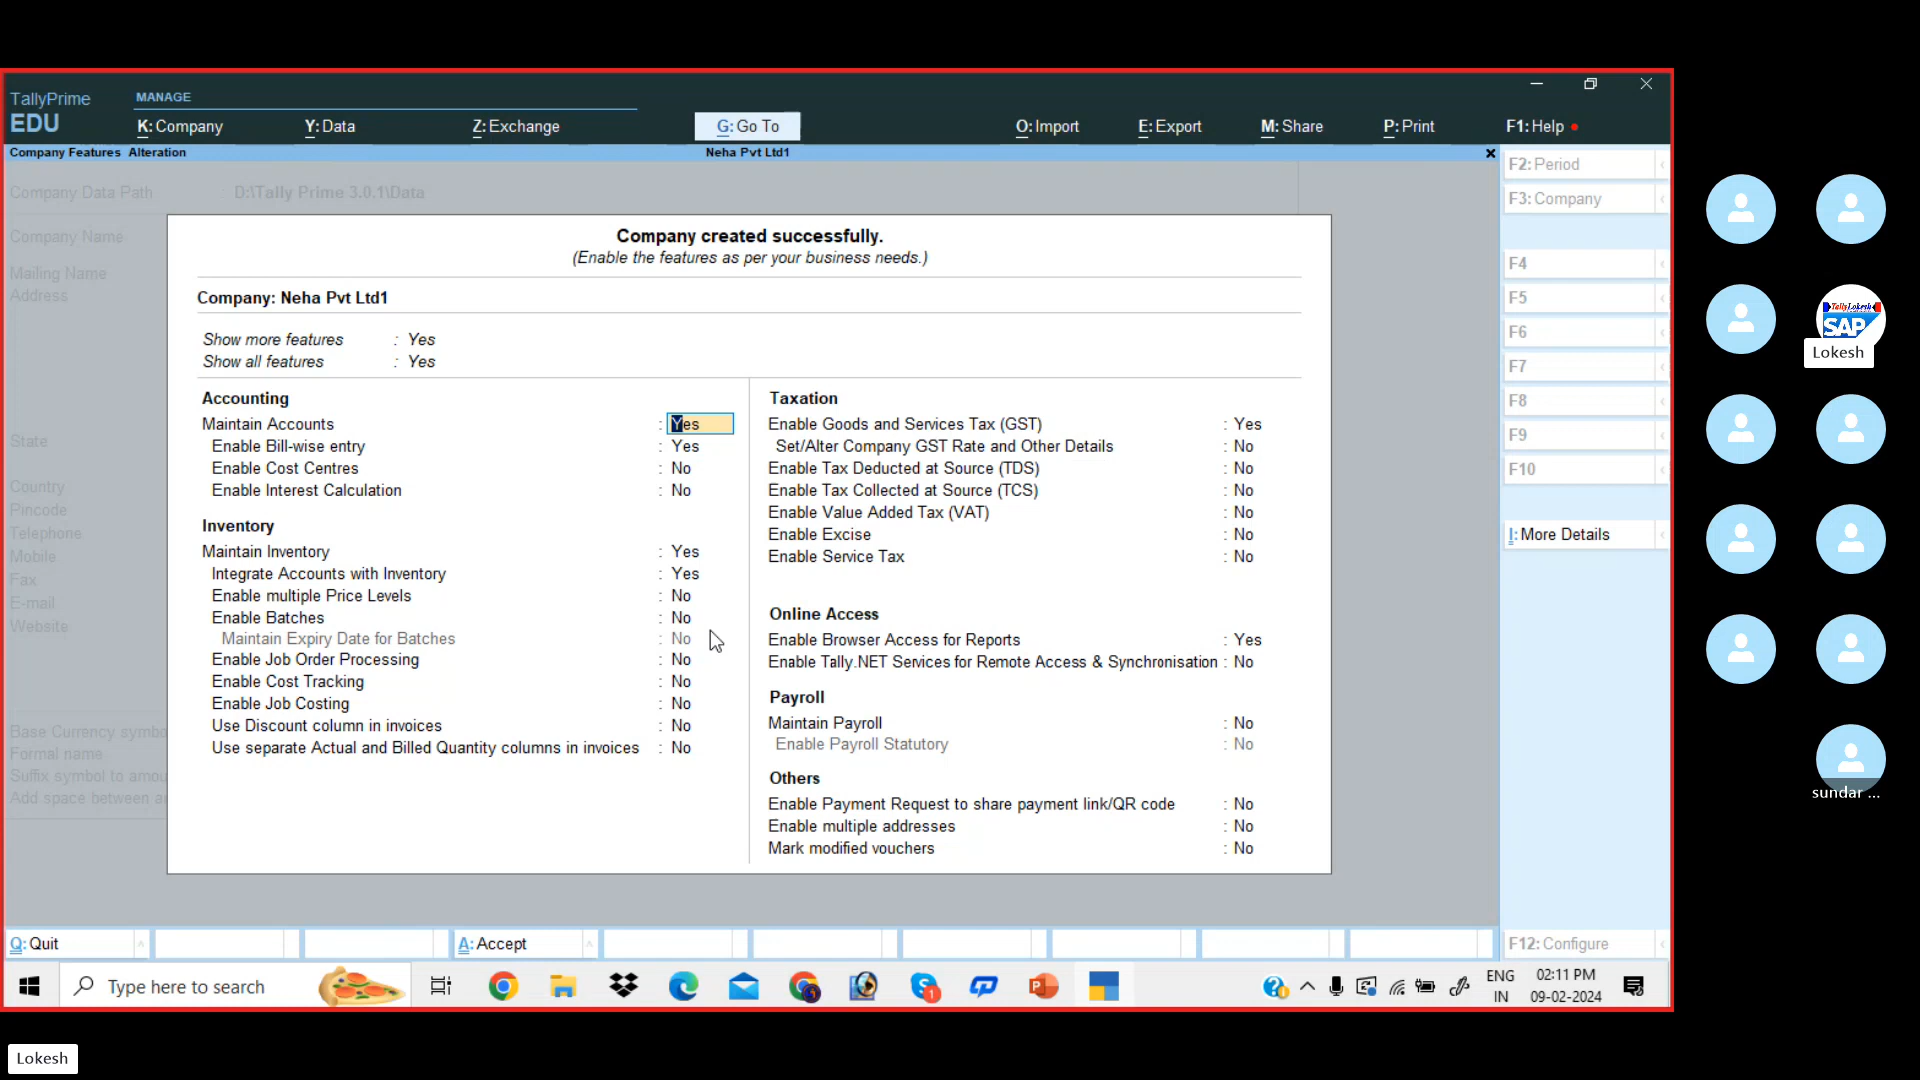 TallyPrime
EDU
MANAGE
K: Company
Y: Data
Z: Exchange
G: Go To
O: Import
E: Export
M: Share
P: Print
F1: Help
Company Features Alteration
Neha Pvt Ltd1
Company Data Path : D:\Tally Prime 3.0.1\Data
Company Name
Mailing Name
Address
State
Country
Pincode
Telephone
Mobile
Fax
E-mail
Website
Base Currency symbo
Formal name
Suffix symbol to amou
Add space between a
Company created successfully.
(Enable the features as per your business needs.)
Company: Neha Pvt Ltd1
Show more features : Yes
Show all features : Yes
Accounting
Maintain Accounts : Yes
Enable Bill-wise entry : Yes
Enable Cost Centres : No
Enable Interest Calculation : No
Inventory
Maintain Inventory : Yes
Integrate Accounts with Inventory : Yes
Enable multiple Price Levels : No
Enable Batches : No
Maintain Expiry Date for Batches : No
Enable Job Order Processing : No
Enable Cost Tracking : No
Enable Job Costing : No
Use Discount column in invoices : No
Use separate Actual and Billed Quantity columns in invoices : No
Taxation
Enable Goods and Services Tax (GST) : Yes
Set/Alter Company GST Rate and Other Details : No
Enable Tax Deducted at Source (TDS) : No
Enable Tax Collected at Source (TCS) : No
Enable Value Added Tax (VAT) : No
Enable Excise : No
Enable Service Tax : No
Online Access
Enable Browser Access for Reports : Yes
Enable Tally.NET Services for Remote Access & Synchronisation : No
Payroll
Maintain Payroll : No
Enable Payroll Statutory : No
Others
Enable Payment Request to share payment link/QR code : No
Enable multiple addresses : No
Mark modified vouchers : No
F2: Period
F3: Company
F4
F5
F6
F7
F8
F9
F10
I: More Details
F12: Configure
Q: Quit
A: Accept
Type here to search
ENG
IN
02:11 PM
09-02-2024
TallyLokesh
SAP
Lokesh
sundar ...
Lokesh